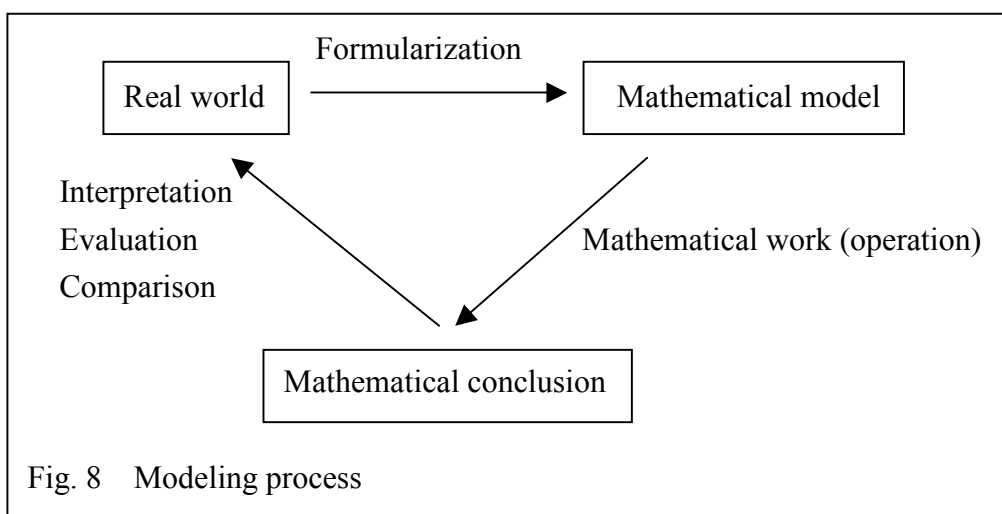 Formularization
Real world
Mathematical model
Interpretation
Evaluation
Comparison
Mathematical work (operation)
Mathematical conclusion
Fig. 8 Modeling process